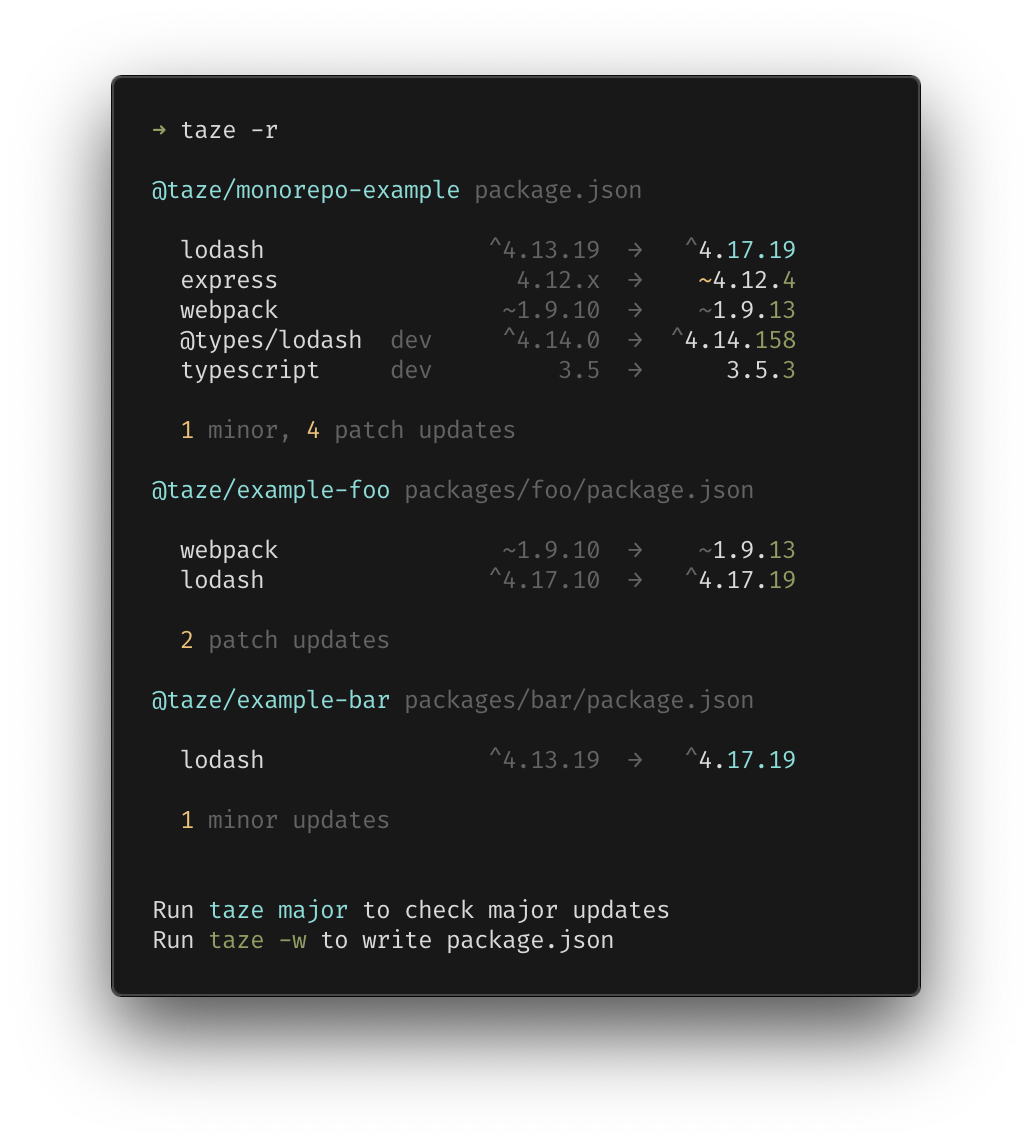 ➜ taze -r
@taze/monorepo-example package.json
lodash ^4.13.19 → ^4.17.19
express 4.12.x → ~4.12.4
webpack ~1.9.10 → ~1.9.13
@types/lodash dev ^4.14.0 → ^4.14.158
typescript dev 3.5 → 3.5.3
1 minor, 4 patch updates
@taze/example-foo packages/foo/package.json
webpack ~1.9.10 → ~1.9.13
lodash ^4.17.10 → ^4.17.19
2 patch updates
@taze/example-bar packages/bar/package.json
lodash ^4.13.19 → ^4.17.19
1 minor updates
Run taze major to check major updates
Run taze -w to write package.json